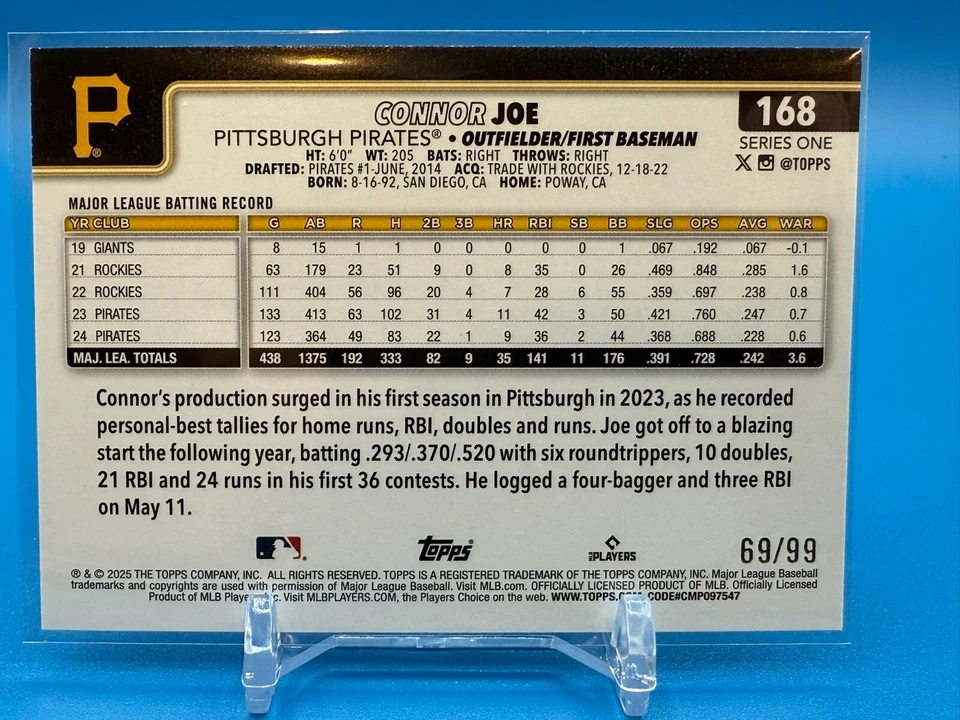 P®
CONNOR JOE
168
PITTSBURGH PIRATES® • OUTFIELDER/FIRST BASEMAN
SERIES ONE
HT: 6'0" WT: 205 BATS: RIGHT THROWS: RIGHT
@TOPPS
DRAFTED: PIRATES #1-JUNE, 2014 ACQ: TRADE WITH ROCKIES, 12-18-22
BORN: 8-16-92, SAN DIEGO, CA HOME: POWAY, CA
MAJOR LEAGUE BATTING RECORD
YR CLUB G AB R H 2B 3B HR RBI SB BB SLG OPS AVG WAR
19 GIANTS 8 15 1 1 0 0 0 0 0 1 .067 .192 .067 -0.1
21 ROCKIES 63 179 23 51 9 0 8 35 0 26 .469 .848 .285 1.6
22 ROCKIES 111 404 56 96 20 4 7 28 6 55 .359 .697 .238 0.8
23 PIRATES 133 413 63 102 31 4 11 42 3 50 .421 .760 .247 0.7
24 PIRATES 123 364 49 83 22 1 9 36 2 44 .368 .688 .228 0.6
MAJ. LEA. TOTALS 438 1375 192 333 82 9 35 141 11 176 .391 .728 .242 3.6
Connor's production surged in his first season in Pittsburgh in 2023, as he recorded
personal-best tallies for home runs, RBI, doubles and runs. Joe got off to a blazing
start the following year, batting .293/.370/.520 with six roundtrippers, 10 doubles,
21 RBI and 24 runs in his first 36 contests. He logged a four-bagger and three RBI
on May 11.
Topps
MLB PLAYERS
69/99
® & © 2025 THE TOPPS COMPANY, INC. ALL RIGHTS RESERVED. TOPPS IS A REGISTERED TRADEMARK OF THE TOPPS COMPANY, INC. Major League Baseball
trademarks and copyrights are used with permission of Major League Baseball. Visit MLB.com. OFFICIALLY LICENSED PRODUCT OF MLB. Officially Licensed
Product of MLB Players, Inc. Visit MLBPLAYERS.COM, the Players Choice on the web. WWW.TOPPS.COM CODE#CMP097547